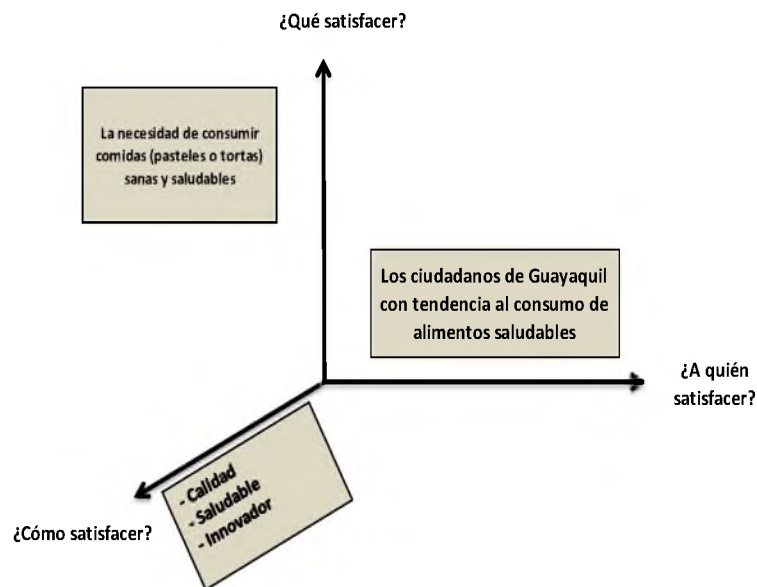 ¿Qué satisfacer?
La necesidad de consumir
comidas (pasteles o tortas)
sanas y saludables
Los ciudadanos de Guayaquil
con tendencia al consumo de
alimentos saludables
¿A quién
satisfacer?
- Calidad
- Saludable
- Innovador
¿Cómo satisfacer?